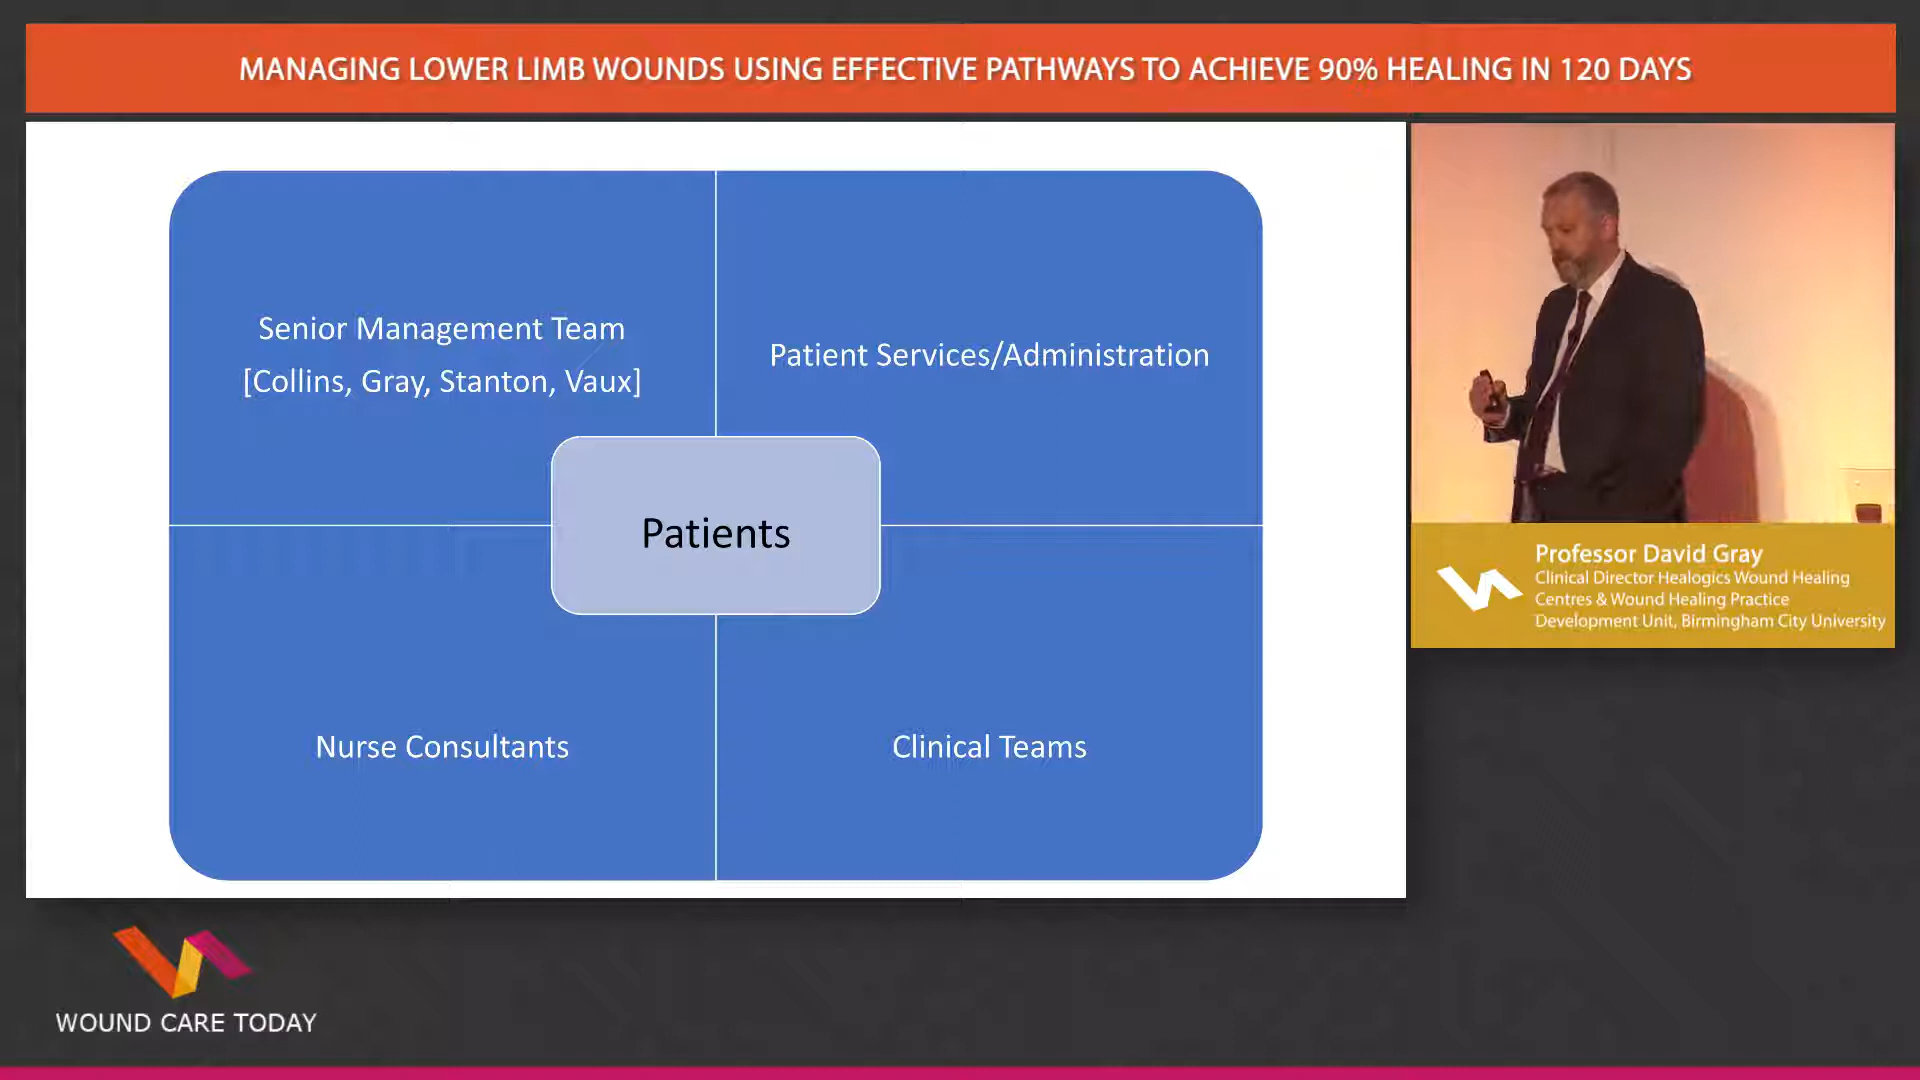 MANAGING LOWER LIMB WOUNDS USING EFFECTIVE PATHWAYS TO ACHIEVE 90% HEALING IN 120 DAYS
Senior Management Team
[Collins, Gray, Stanton, Vaux]
Patient Services/Administration
Patients
Nurse Consultants
Clinical Teams
Professor David Gray
Clinical Director Healogics Wound Healing
Centres & Wound Healing Practice
Development Unit, Birmingham City University
WOUND CARE TODAY